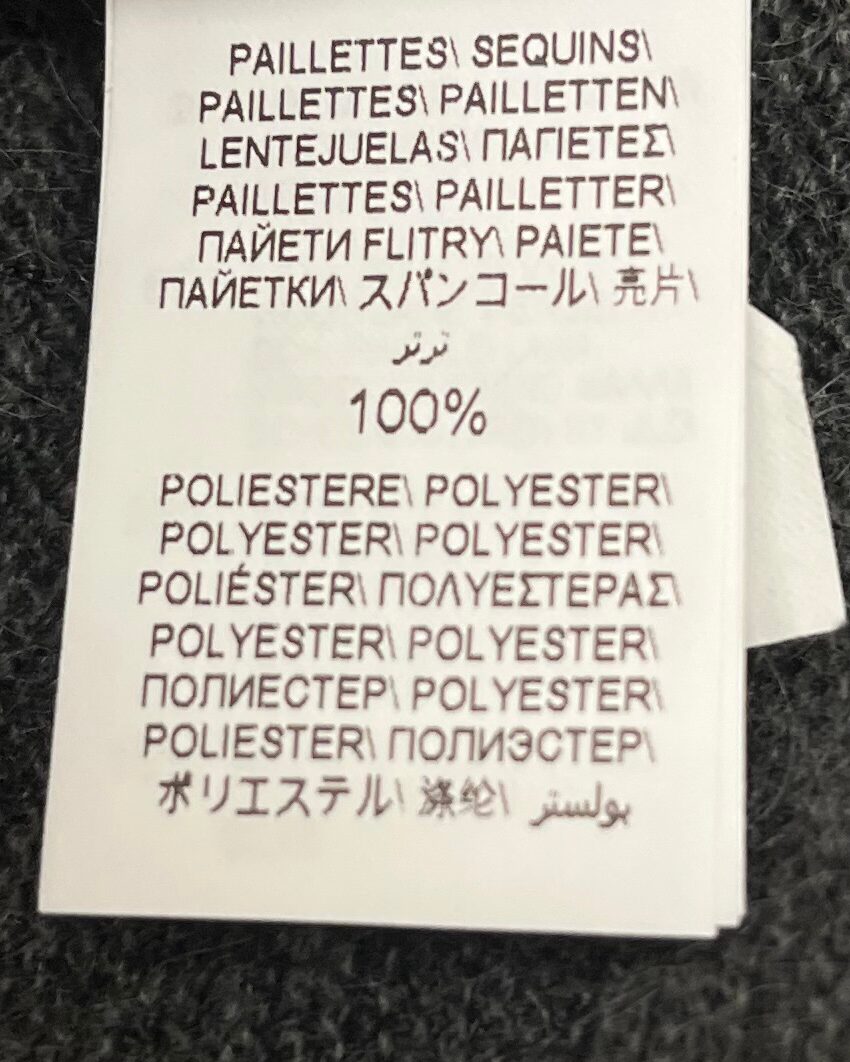 PAILLETTES\ SEQUINS\
PAILLETTES\ PAILLETTEN\
LENTEJUELAS\ ΠΑΓΙΕΤΕΣ\
PAILLETTES\ PAILLETTER\
ПАЙЕТИ FLITRY\ PAIETE\
ПАЙЕТКИ\ スパンコール\ 亮片\
ترتر
100%
POLIESTERE\ POLYESTER\
POLYESTER\ POLYESTER\
POLIÉSTER\ ΠΟΛΥΕΣΤΕΡΑΣ\
POLYESTER\ POLYESTER\
ПОЛИЕСТЕР\ POLYESTER\
POLIESTER\ ПОЛИЭСТЕР\
ポリエステル\ 涤纶\ بولستر